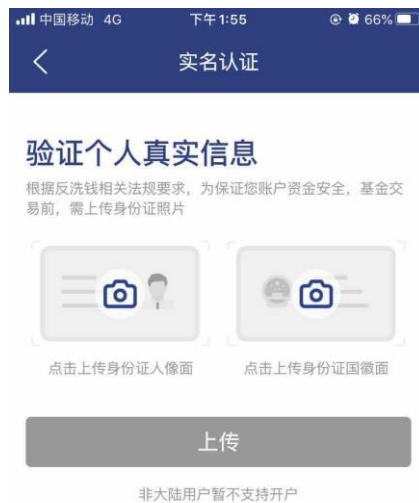 中国移动 4G 下午1:55 66%
实名认证
验证个人真实信息
根据反洗钱相关法规要求，为保证您账户资金安全，基金交
易前，需上传身份证照片
点击上传身份证人像面 点击上传身份证国徽面
上传
非大陆用户暂不支持开户